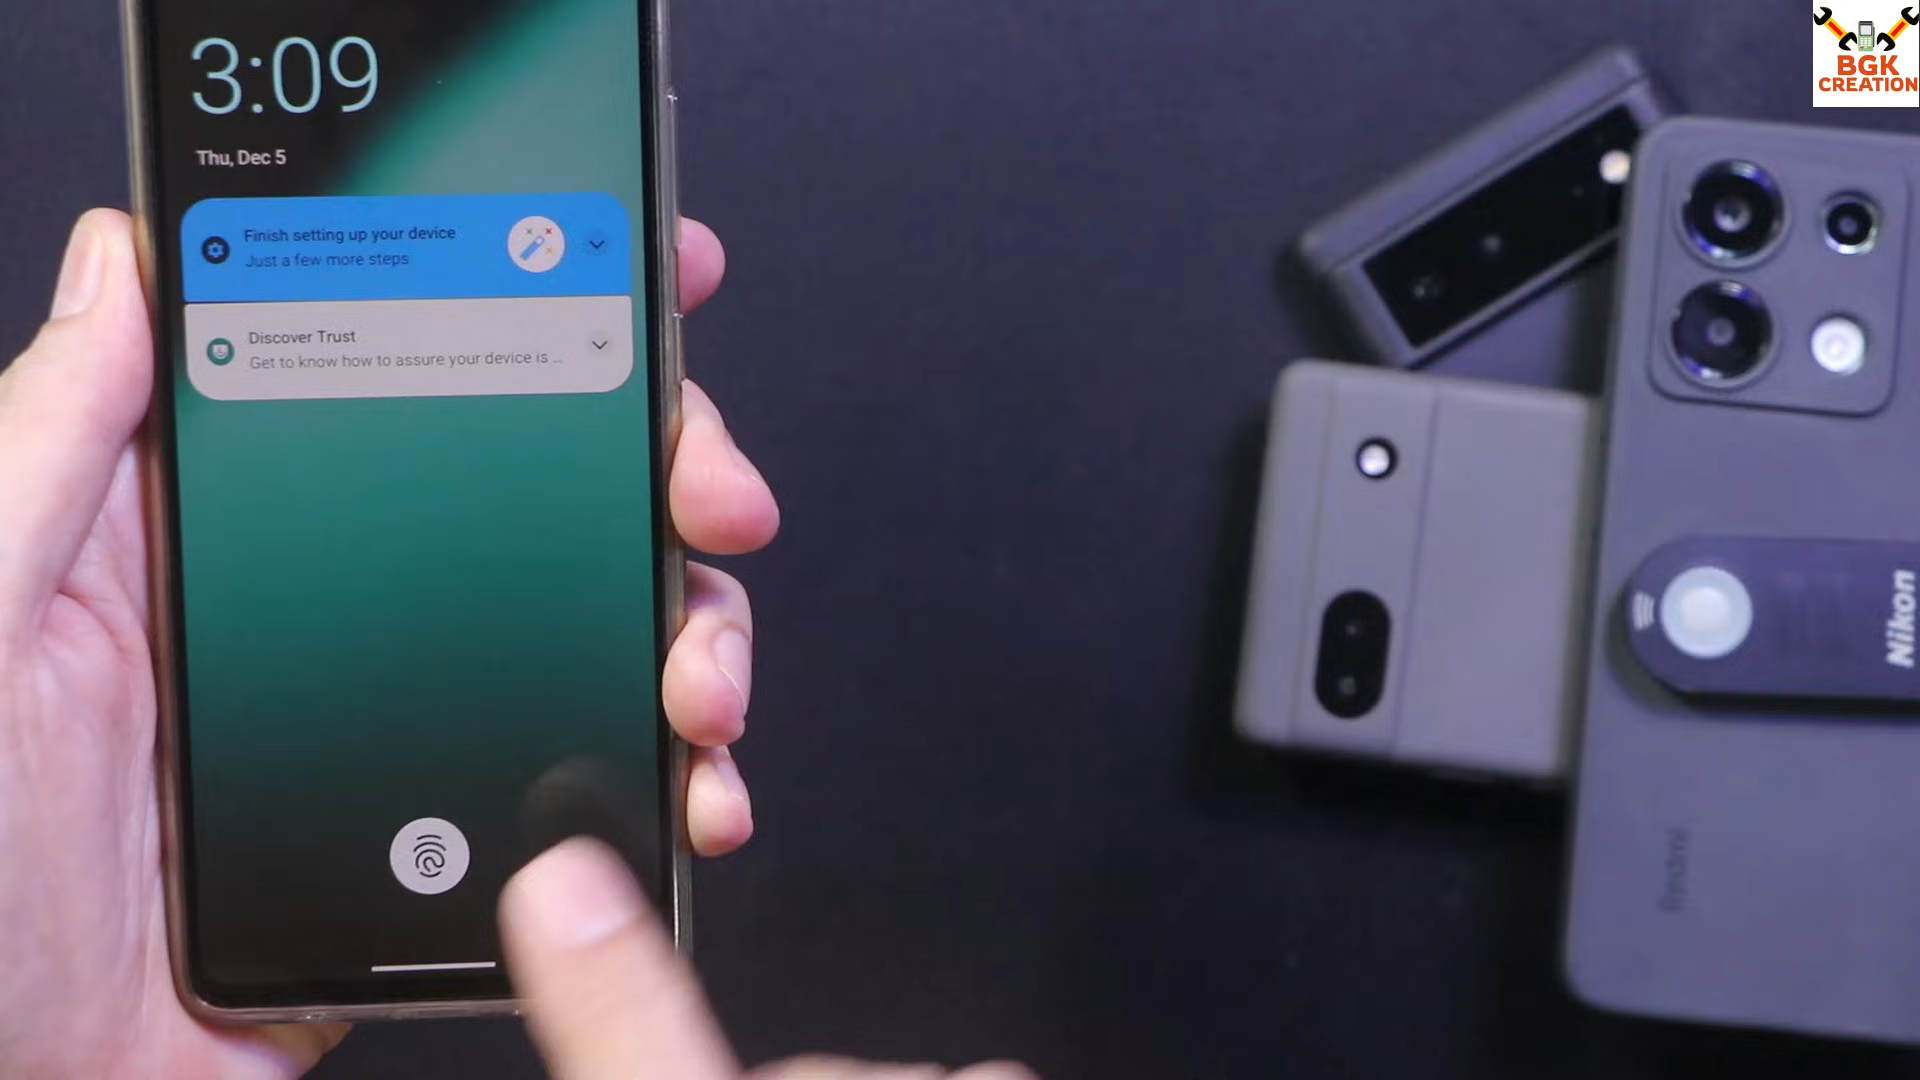 3:09
Thu, Dec 5
Finish setting up your device
Just a few more steps
Discover Trust
Get to know how to assure your device is ...
BGK
CREATION
Nikon
Redmi